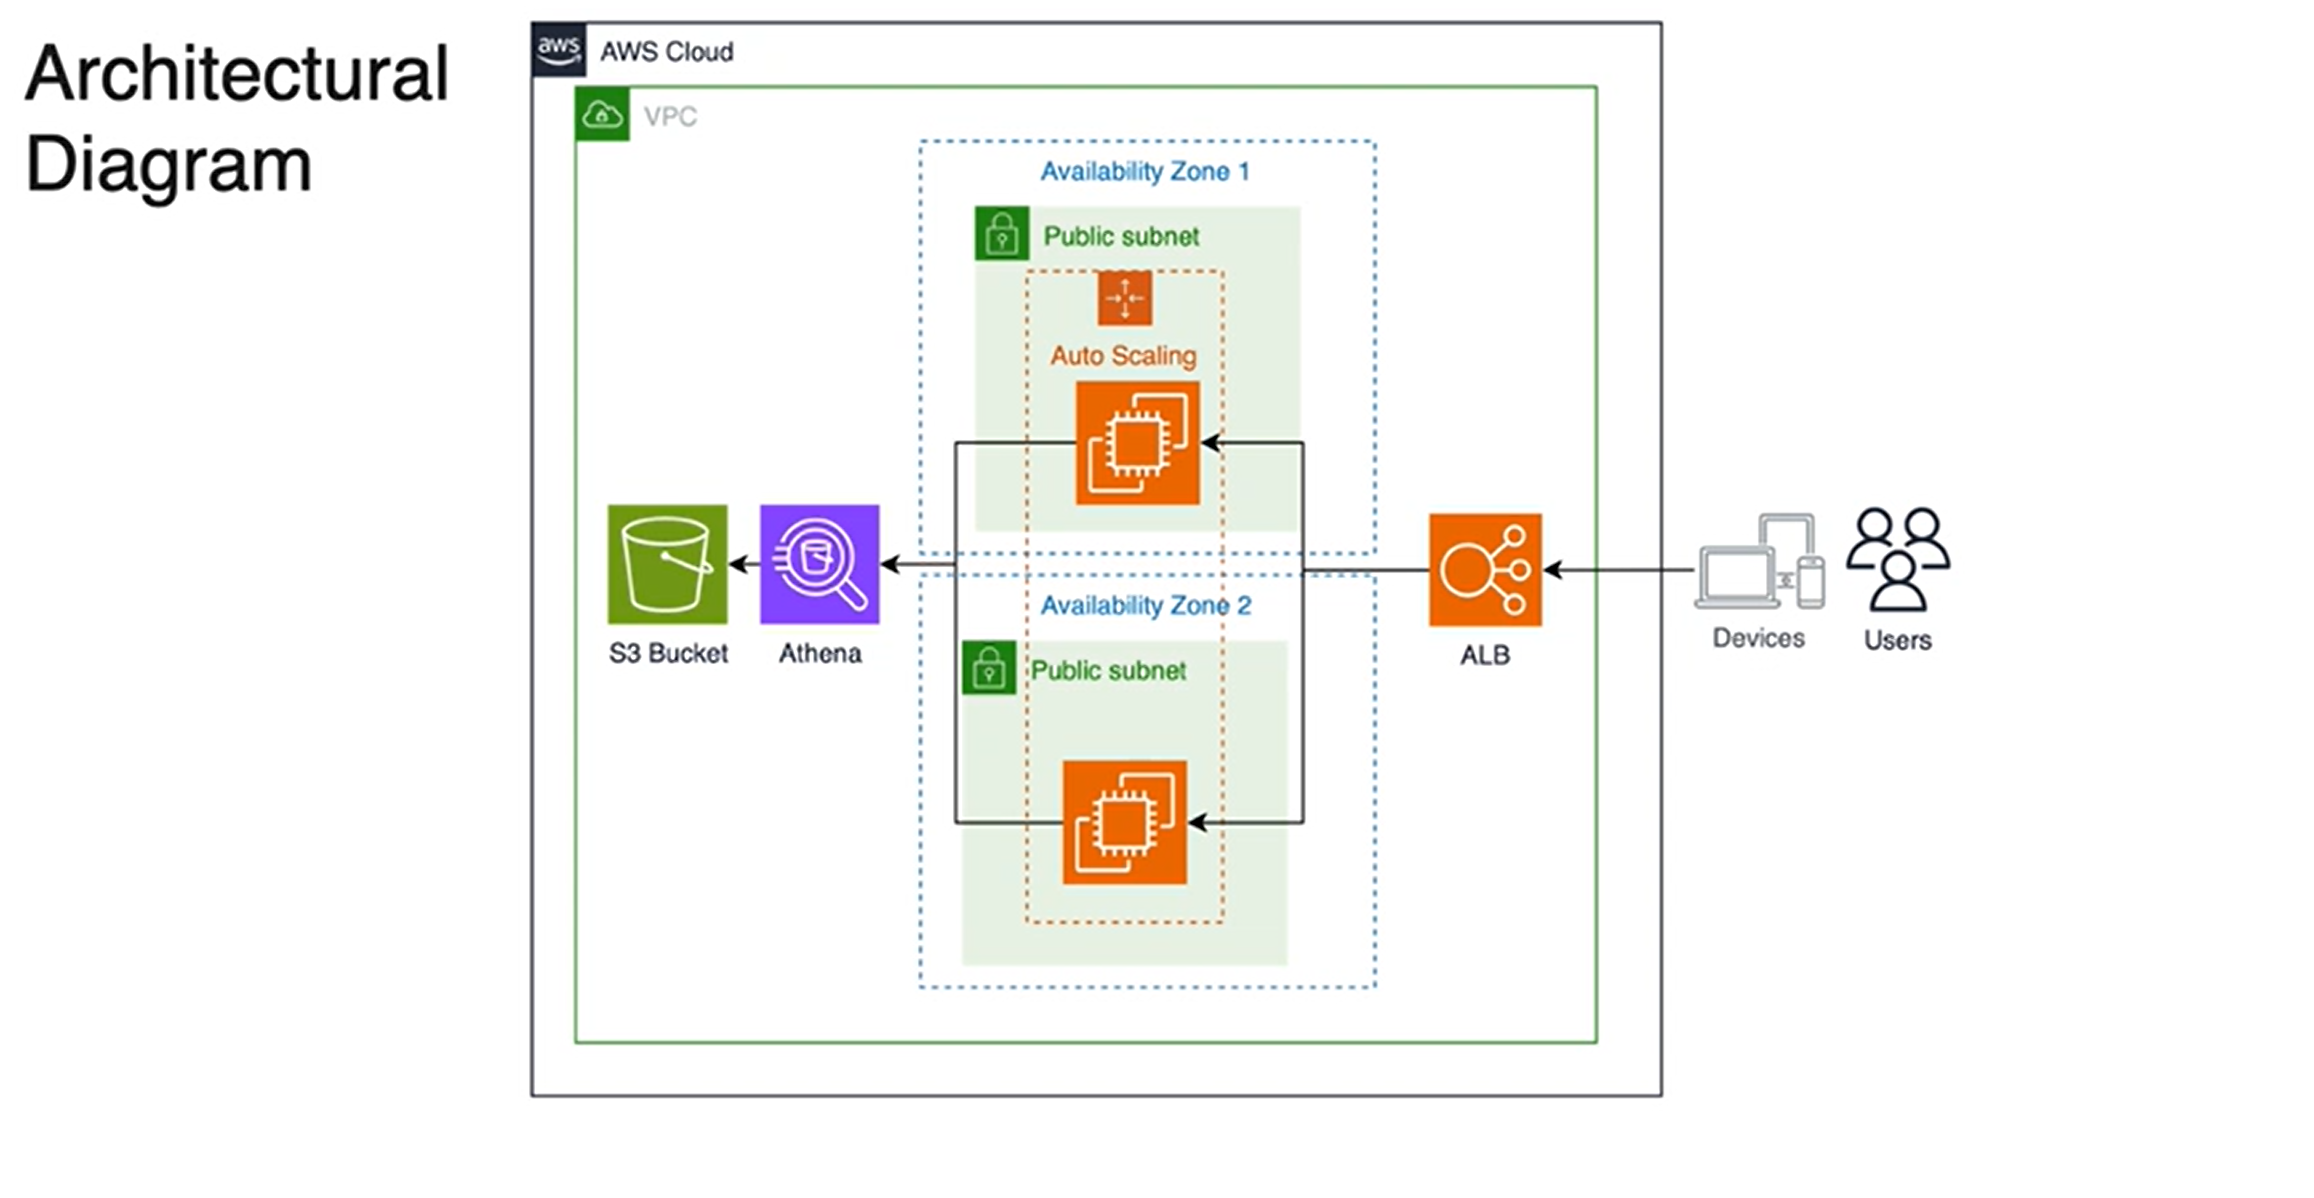 Architectural
Diagram
aws
AWS Cloud
VPC
Availability Zone 1
Public subnet
Auto Scaling
S3 Bucket
Athena
Availability Zone 2
Public subnet
ALB
Devices
Users